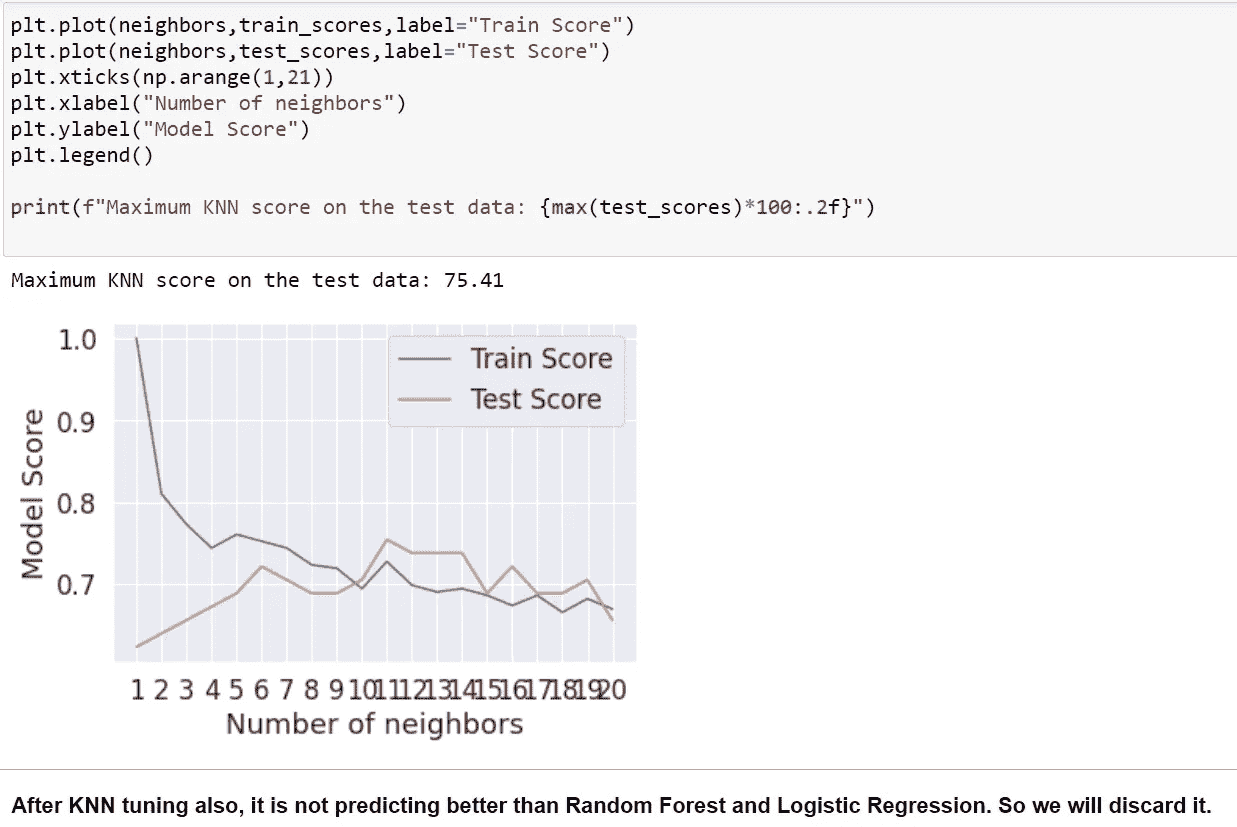 plt.plot(neighbors,train_scores,label="Train Score")
plt.plot(neighbors,test_scores,label="Test Score")
plt.xticks(np.arange(1,21))
plt.xlabel("Number of neighbors")
plt.ylabel("Model Score")
plt.legend()
print(f"Maximum KNN score on the test data: {max(test_scores)*100:.2f}")
Maximum KNN score on the test data: 75.41
Train Score
Test Score
Model Score
1.0
0.9
0.8
0.7
1 2 3 4 5 6 7 8 9 10 11 12 13 14 15 16 17 18 19 20
Number of neighbors
After KNN tuning also, it is not predicting better than Random Forest and Logistic Regression. So we will discard it.